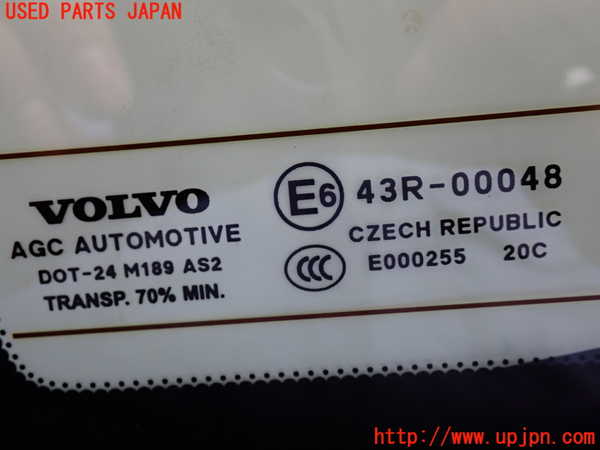 USED PARTS JAPAN
VOLVO
AGC AUTOMOTIVE
DOT-24 M189 AS2
TRANSP. 70% MIN.
E6 43R-00048
CZECH REPUBLIC
CCC E000255 20C
http://www.upjpn.com/